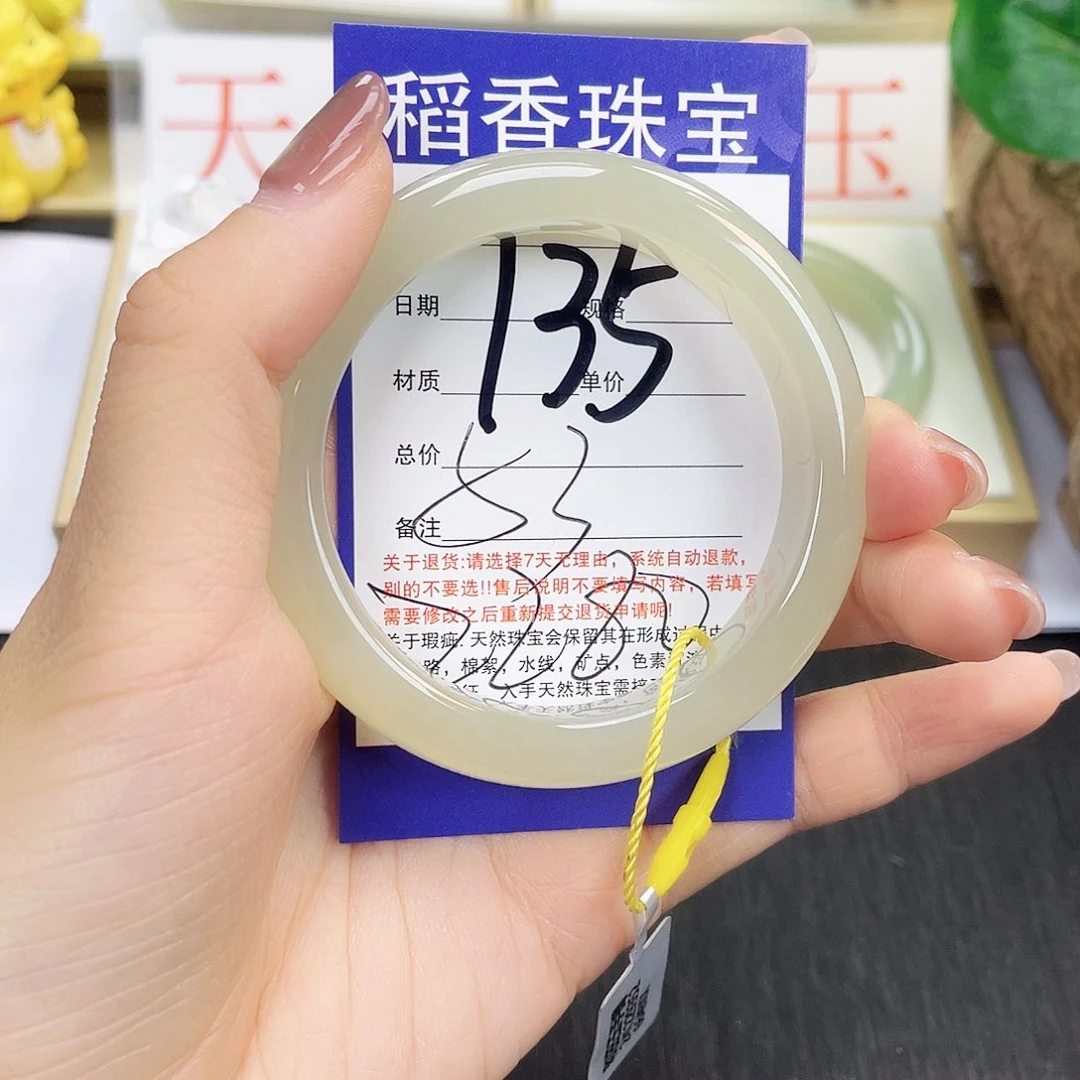 天
稻香珠宝
玉
135
日期 规格
材质 单价
总价
备注
关于退货:请选择7天无理由，系统自动退款，
别的不要选!!售后说明不要填写内容，若填写
需要修改之后重新提交退货申请呢!
关于瑕疵.天然珠宝会保留其在形成过程中
路，棉絮，水线，矿点，色素
入手天然珠宝需